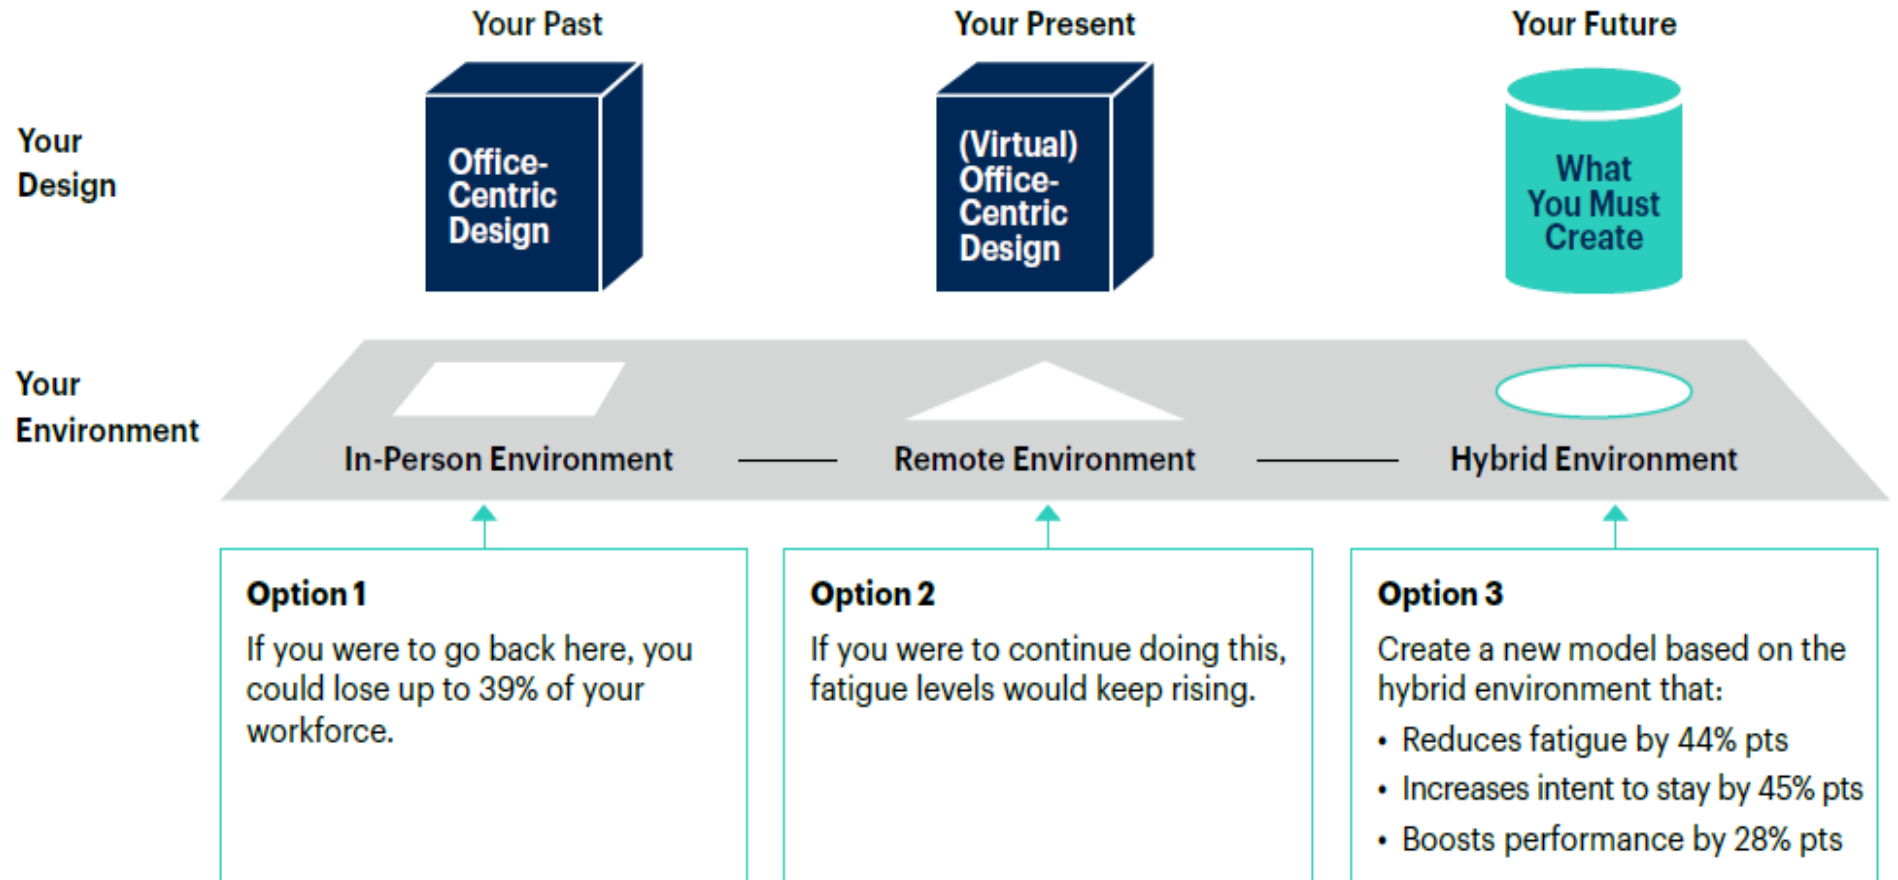 Your Past
Your Present
Your Future
Your
Design
Office-
Centric
Design
(Virtual)
Office-
Centric
Design
What
You Must
Create
Your
Environment
In-Person Environment
Remote Environment
Hybrid Environment
Option 1
If you were to go back here, you
could lose up to 39% of your
workforce.
Option 2
If you were to continue doing this,
fatigue levels would keep rising.
Option 3
Create a new model based on the
hybrid environment that:
• Reduces fatigue by 44% pts
• Increases intent to stay by 45% pts
• Boosts performance by 28% pts